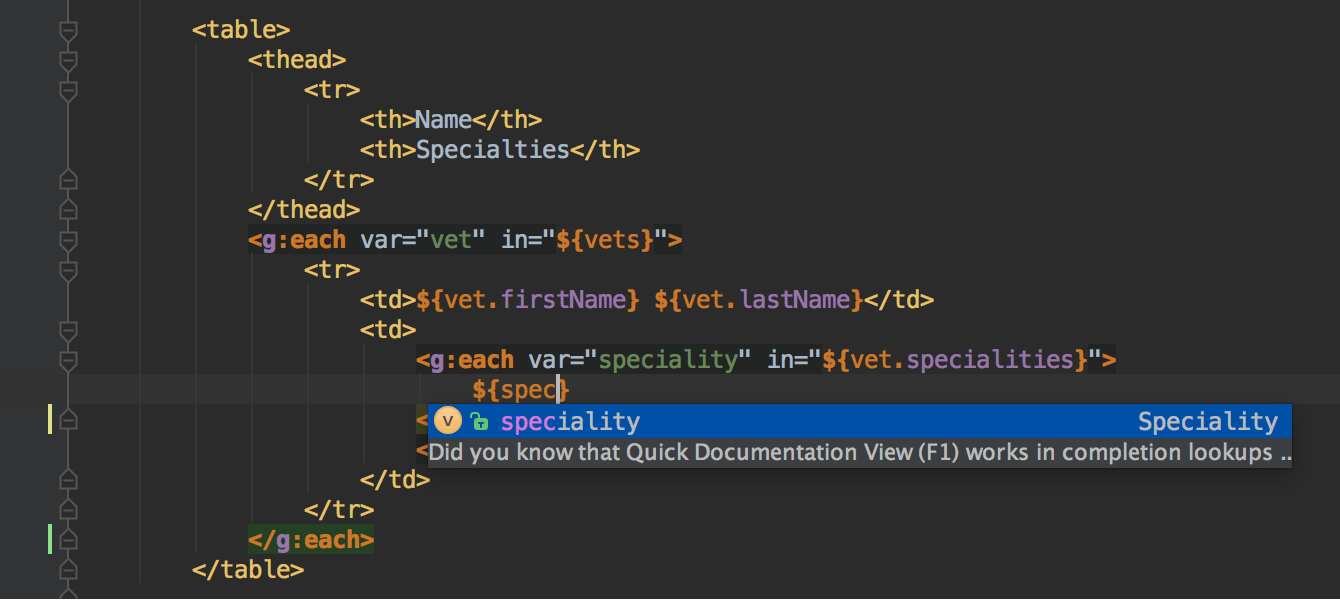 <table>
<thead>
<tr>
<th>Name</th>
<th>Specialties</th>
</tr>
</thead>
<g:each var="vet" in="${vets}">
<tr>
<td>${vet.firstName} ${vet.lastName}</td>
<td>
<g:each var="speciality" in="${vet.specialities}">
${spec}
<
V speciality Speciality
<
Did you know that Quick Documentation View (F1) works in completion lookups ..
</td>
</tr>
</g:each>
</table>